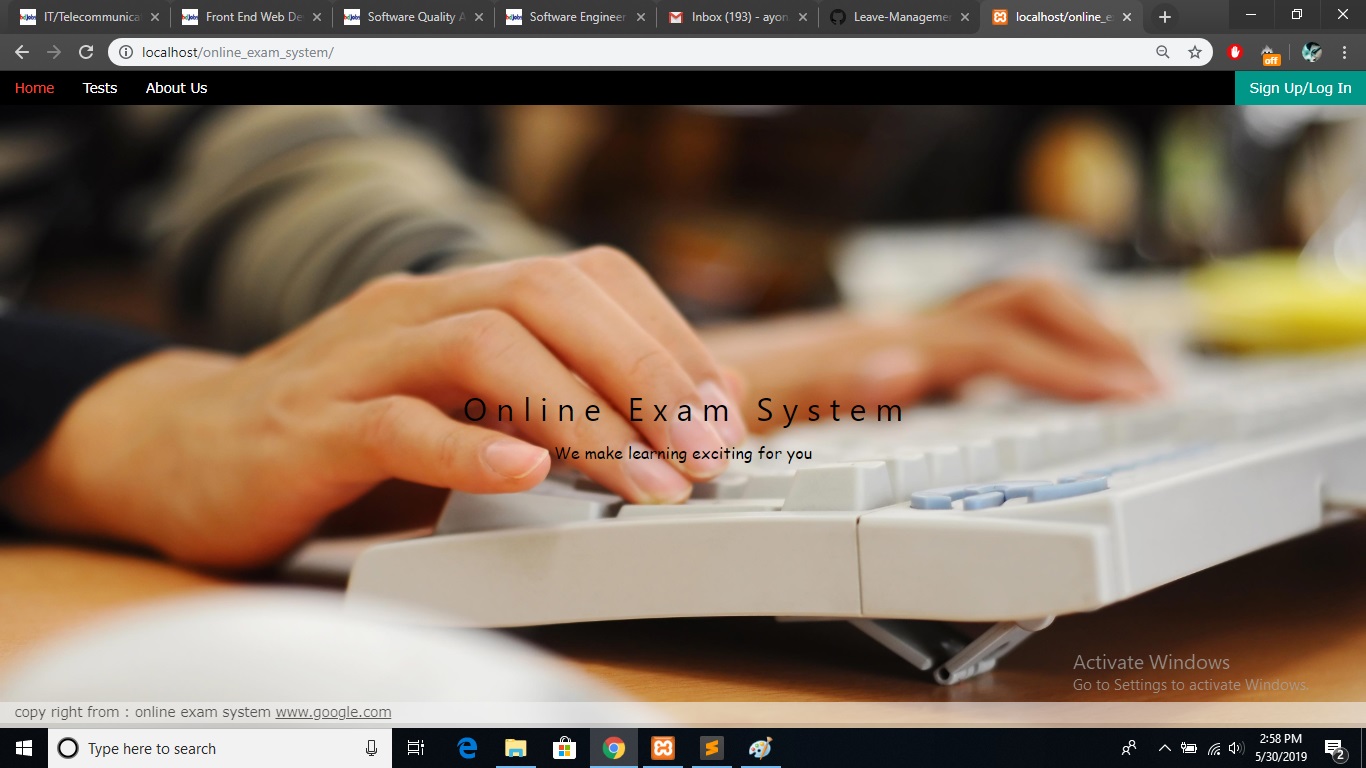 IT/Telecommunica
Front End Web De
Software Quality A
Software Engineer
Inbox (193) - ayon
Leave-Managemen
localhost/online_e
localhost/online_exam_system/
off
Home
Tests
About Us
Sign Up/Log In
Online Exam System
We make learning exciting for you
Activate Windows
Go to Settings to activate Windows.
copy right from : online exam system www.google.com
Type here to search
2:58 PM
5/30/2019
2